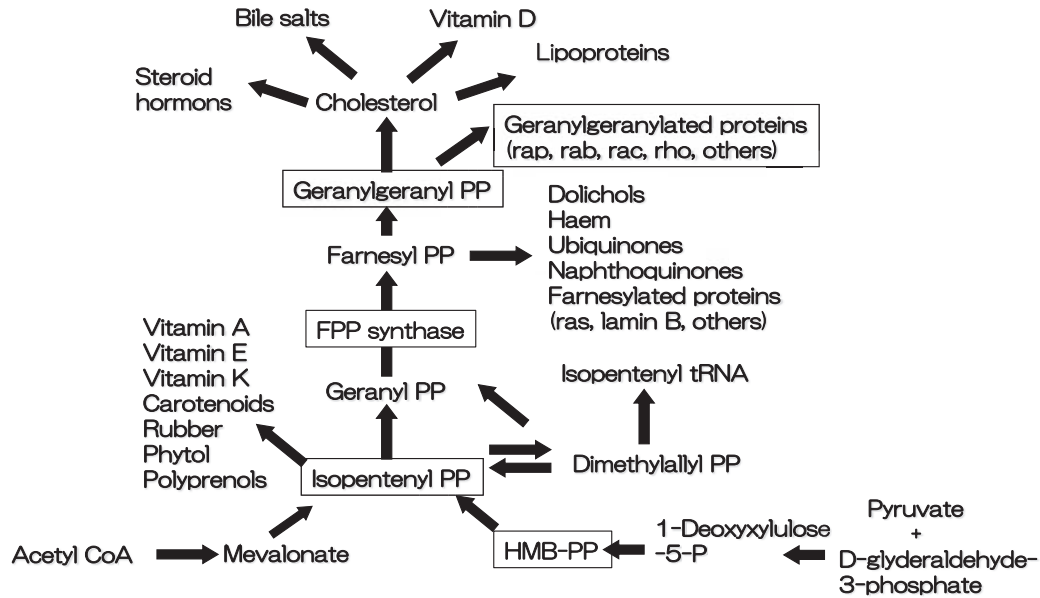 Bile salts
Vitamin D
Lipoproteins
Steroid
hormons
Cholesterol
Geranylgeranylated proteins
(rap, rab, rac, rho, others)
Geranylgeranyl PP
Dolichols
Haem
Ubiquinones
Naphthoquinones
Farnesylated proteins
(ras, lamin B, others)
Farnesyl PP
FPP synthase
Vitamin A
Vitamin E
Vitamin K
Carotenoids
Rubber
Phytol
Polyprenols
Geranyl PP
Isopentenyl tRNA
Isopentenyl PP
Dimethylallyl PP
Acetyl CoA
Mevalonate
HMB-PP
1-Deoxyxylulose
-5-P
Pyruvate
+
D-glyderaldehyde-
3-phosphate